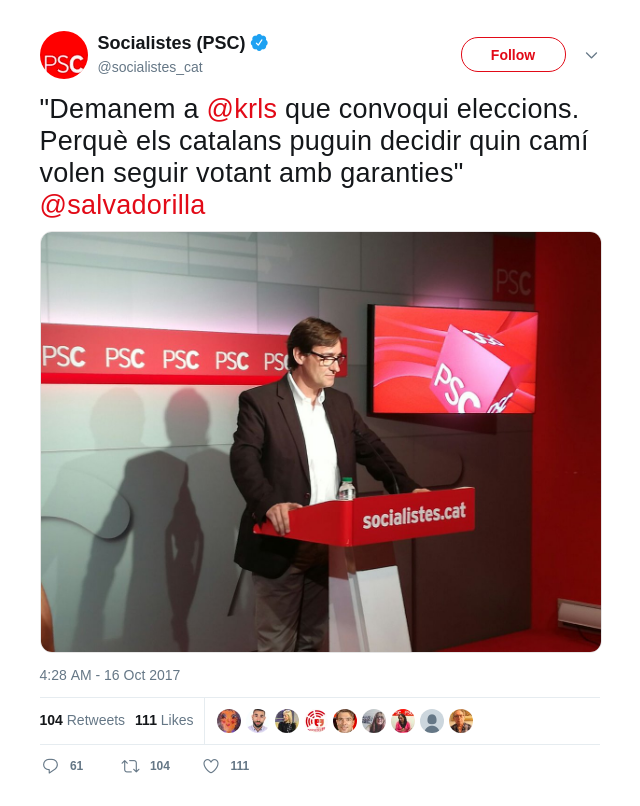 PSC
Socialistes (PSC)
@socialistes_cat
Follow
"Demanem a @krls que convoqui eleccions.
Perquè els catalans puguin decidir quin camí
volen seguir votant amb garanties"
@salvadorilla
PSC
PSC PSC PSC PSC PSC
PSC
socialistes.cat
4:28 AM - 16 Oct 2017
104 Retweets 111 Likes
61 104 111